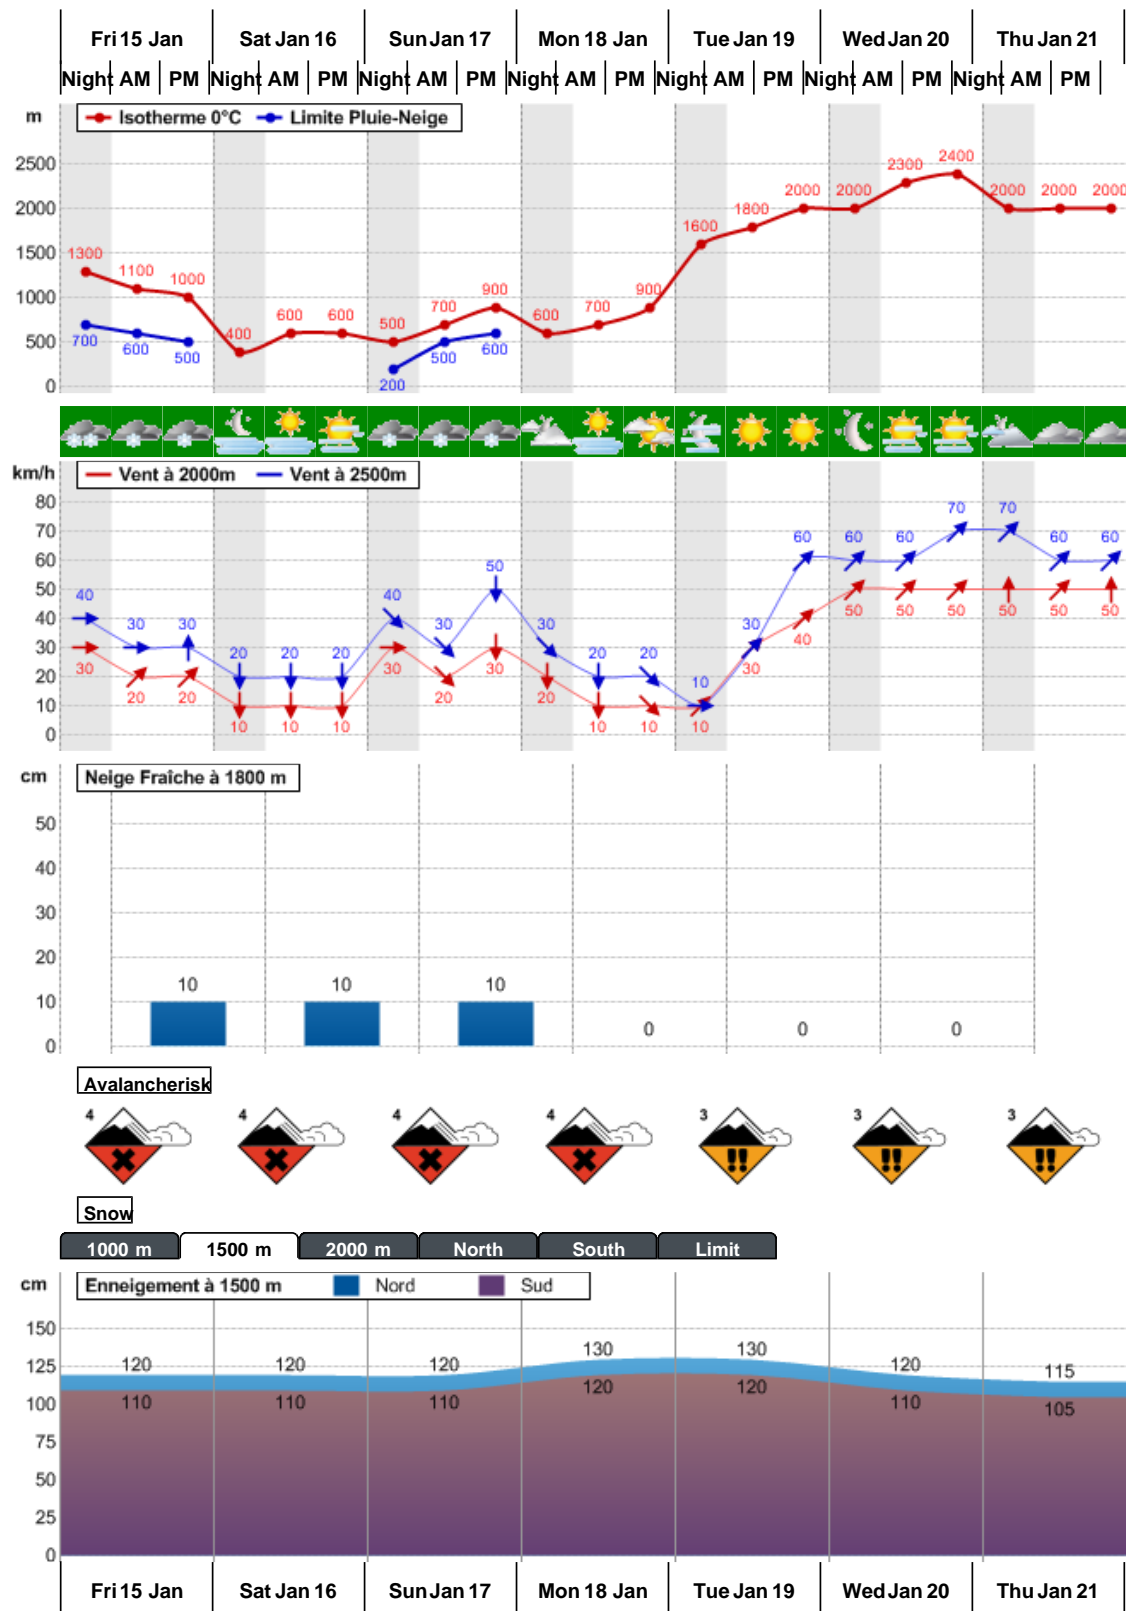 Fri 15 Jan Sat Jan 16 Sun Jan 17 Mon 18 Jan Tue Jan 19 Wed Jan 20 Thu Jan 21
Night AM PM Night AM PM Night AM PM Night AM PM Night AM PM Night AM PM Night AM PM
m
Isotherme 0°C Limite Pluie-Neige
2500
2000
1500
1000
500
0
1300 1100 1000 400 600 600 500 700 900 600 700 900 1600 1800 2000 2000 2300 2400 2000 2000 2000
700 600 500 200 500 600
km/h
Vent à 2000m Vent à 2500m
80
70
60
50
40
30
20
10
0
40 30 30 20 20 20 40 30 50 30 20 20 10 30 60 60 60 70 70 60 60
30 20 20 10 10 10 30 20 30 20 10 10 10 30 40 50 50 50 50 50 50
cm
Neige Fraîche à 1800 m
50
40
30
20
10
0
10 10 10 0 0 0
Avalancherisk
4 4 4 4 3 3 3
Snow
1000 m 1500 m 2000 m North South Limit
cm
Enneigement à 1500 m Nord Sud
150
125
100
75
50
25
0
120 120 120 130 130 120 115
110 110 110 120 120 110 105
Fri 15 Jan Sat Jan 16 Sun Jan 17 Mon 18 Jan Tue Jan 19 Wed Jan 20 Thu Jan 21